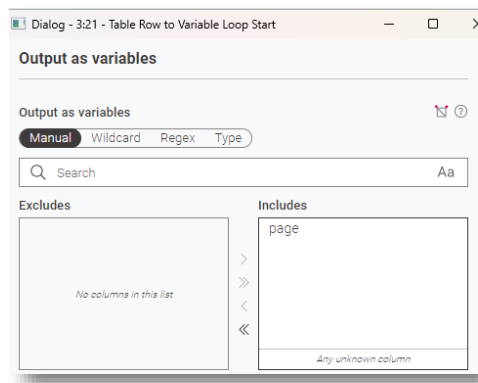 Dialog - 3:21 - Table Row to Variable Loop Start
Output as variables
Output as variables
Manual Wildcard Regex Type
Search Aa
Excludes Includes
page
No columns in this list
Any unknown column